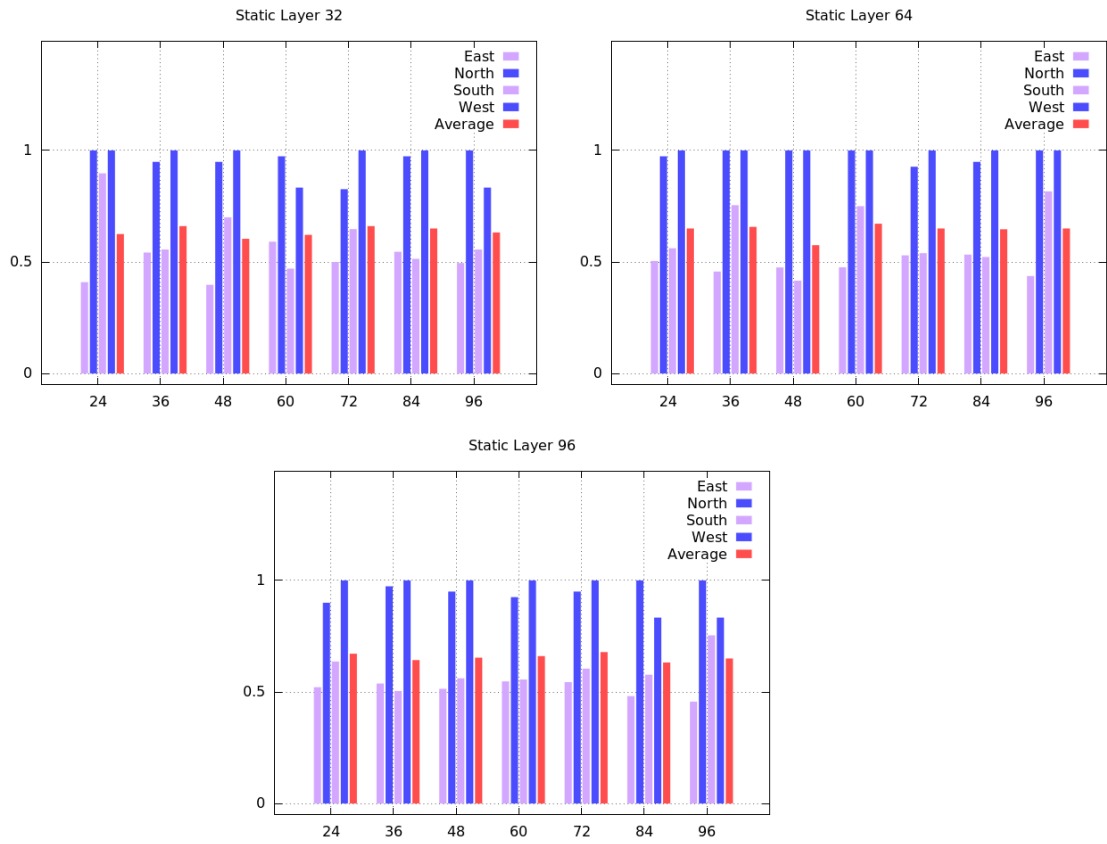 Static Layer 32
East
North
South
West
Average
1
0.5
0
24 36 48 60 72 84 96
Static Layer 64
East
North
South
West
Average
1
0.5
0
24 36 48 60 72 84 96
Static Layer 96
East
North
South
West
Average
1
0.5
0
24 36 48 60 72 84 96